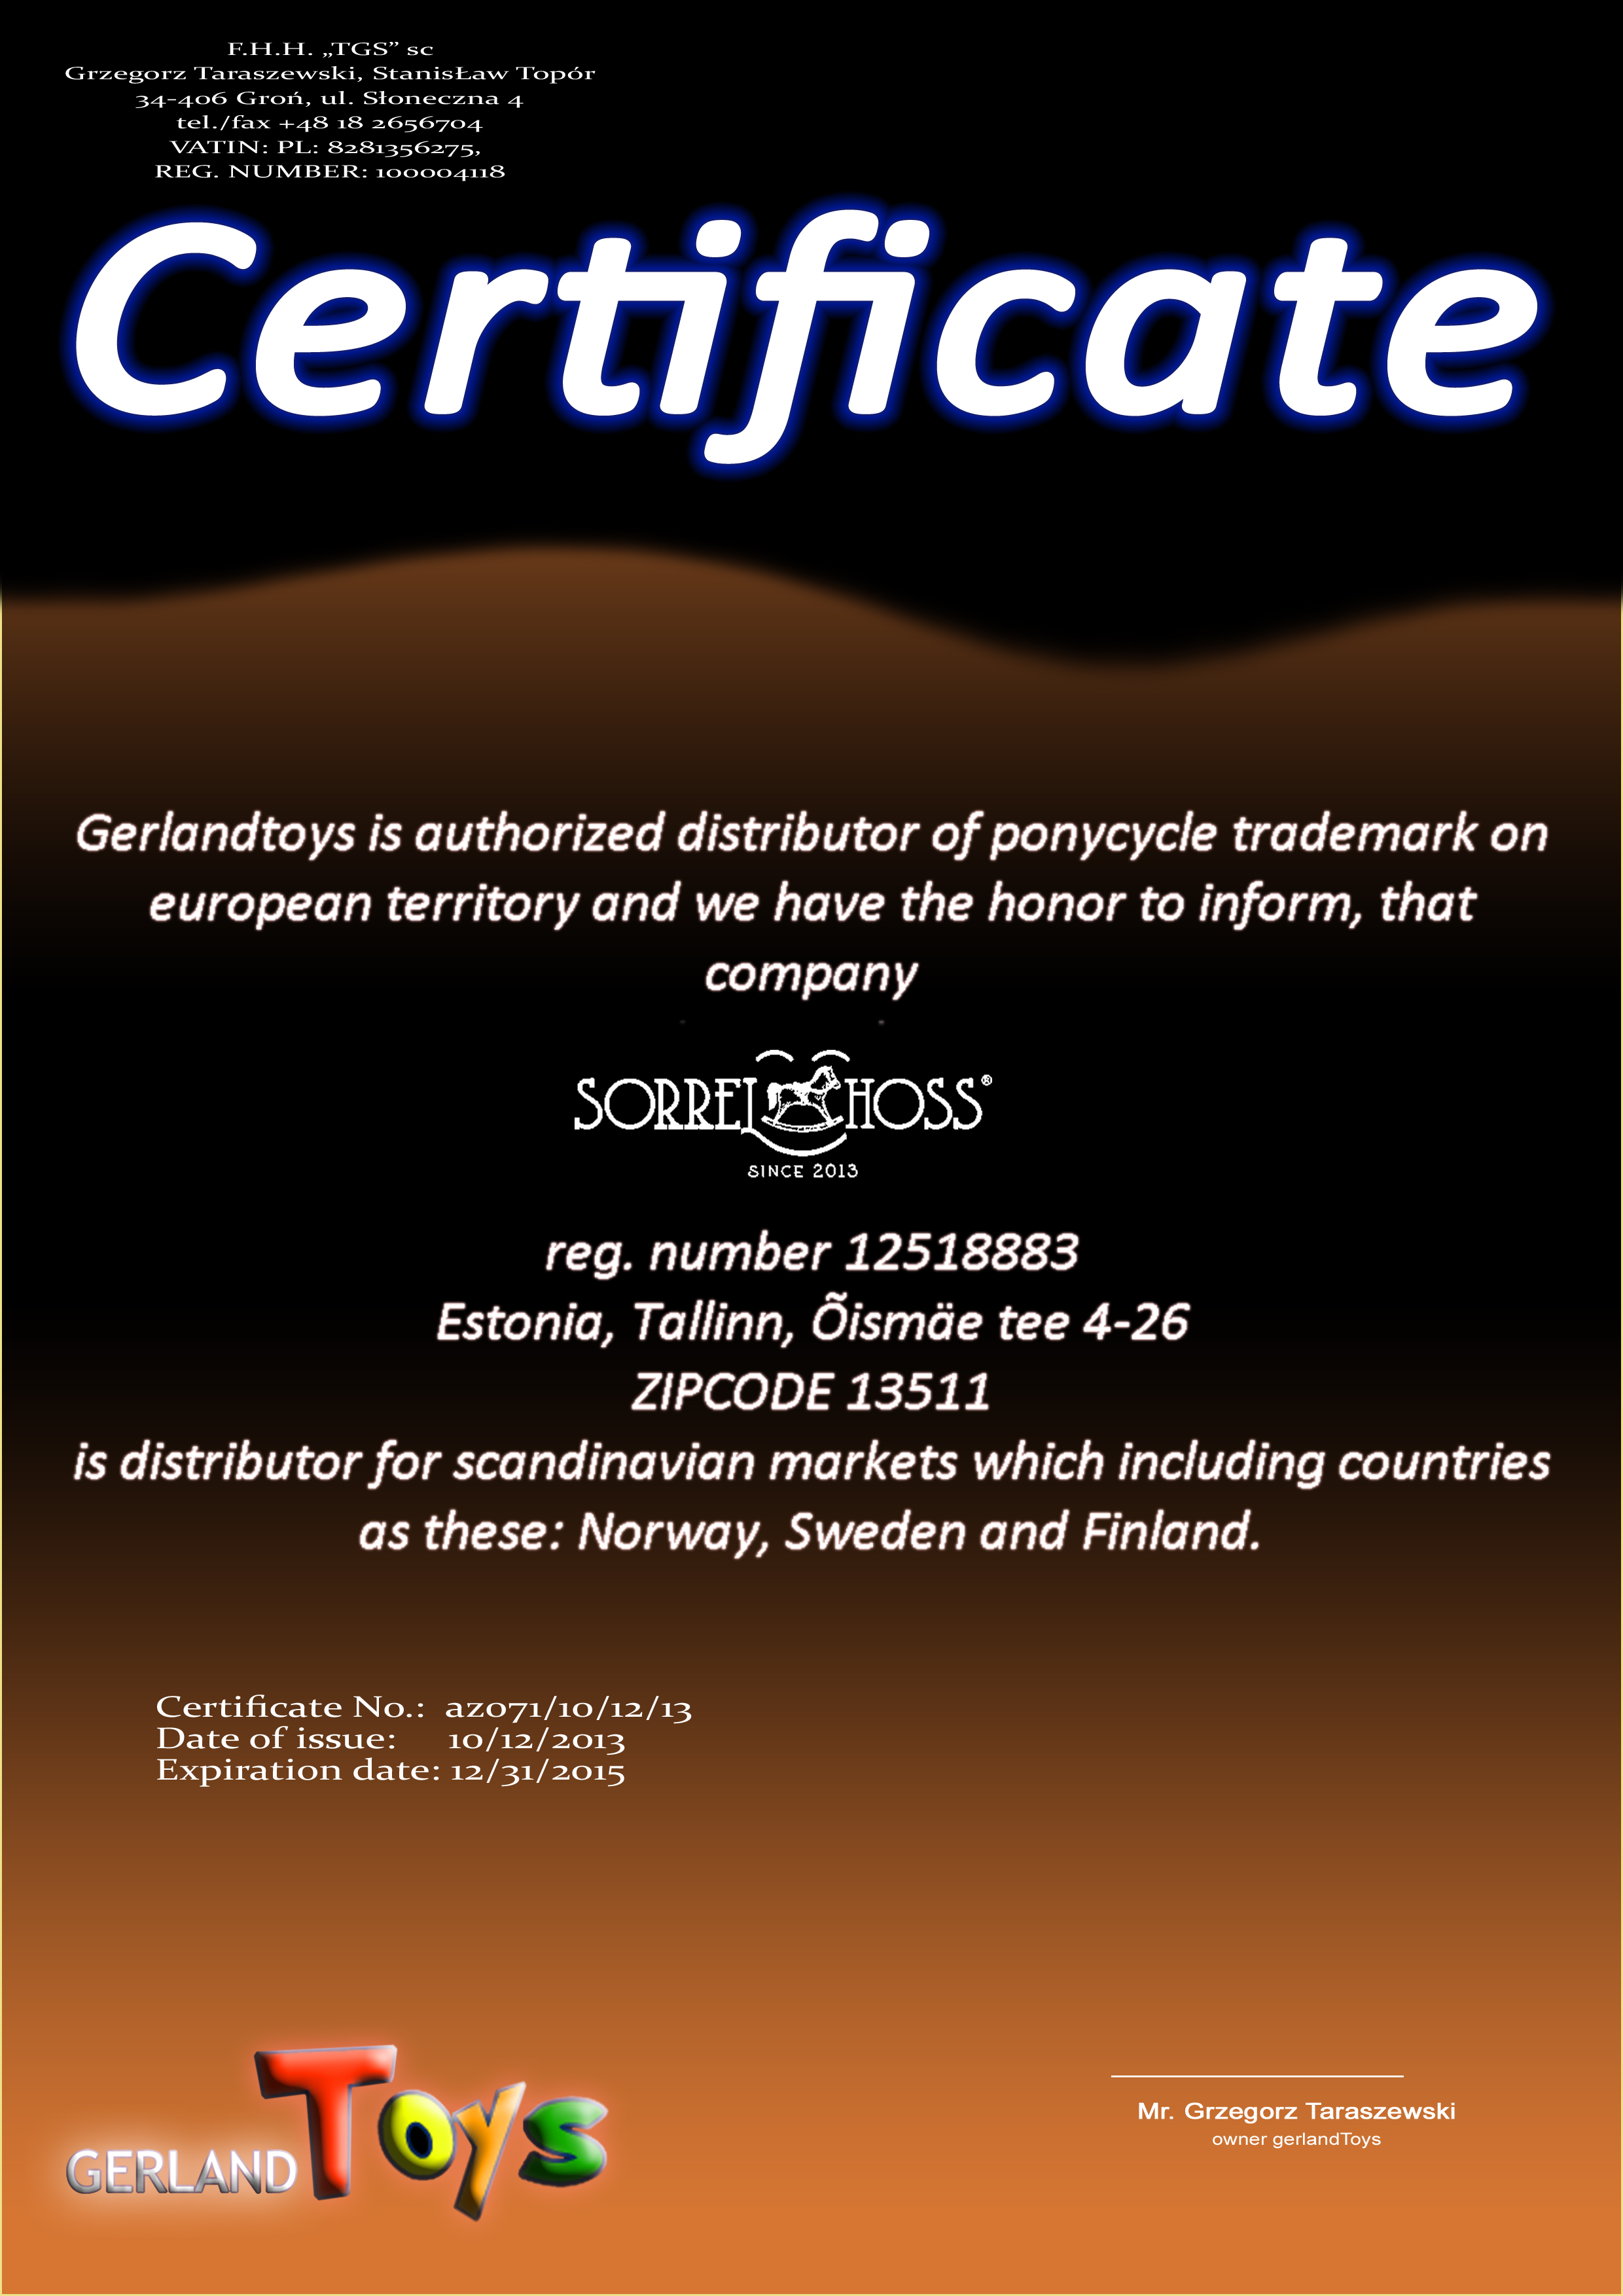 F.H.H. „TGS” sc
Grzegorz Taraszewski, StanisŁaw Topór
34-406 Groń, ul. Słoneczna 4
tel./fax +48 18 2656704
VATIN: PL: 8281356275,
REG. NUMBER: 100004118
Certificate
Gerlandtoys is authorized distributor of ponycycle trademark on
european territory and we have the honor to inform, that
company
SORREL HOSS®
SINCE 2013
reg. number 12518883
Estonia, Tallinn, Õismäe tee 4-26
ZIPCODE 13511
is distributor for scandinavian markets which including countries
as these: Norway, Sweden and Finland.
Certificate No.: az071/10/12/13
Date of issue: 10/12/2013
Expiration date: 12/31/2015
GERLAND Toys
Mr. Grzegorz Taraszewski
owner gerlandToys